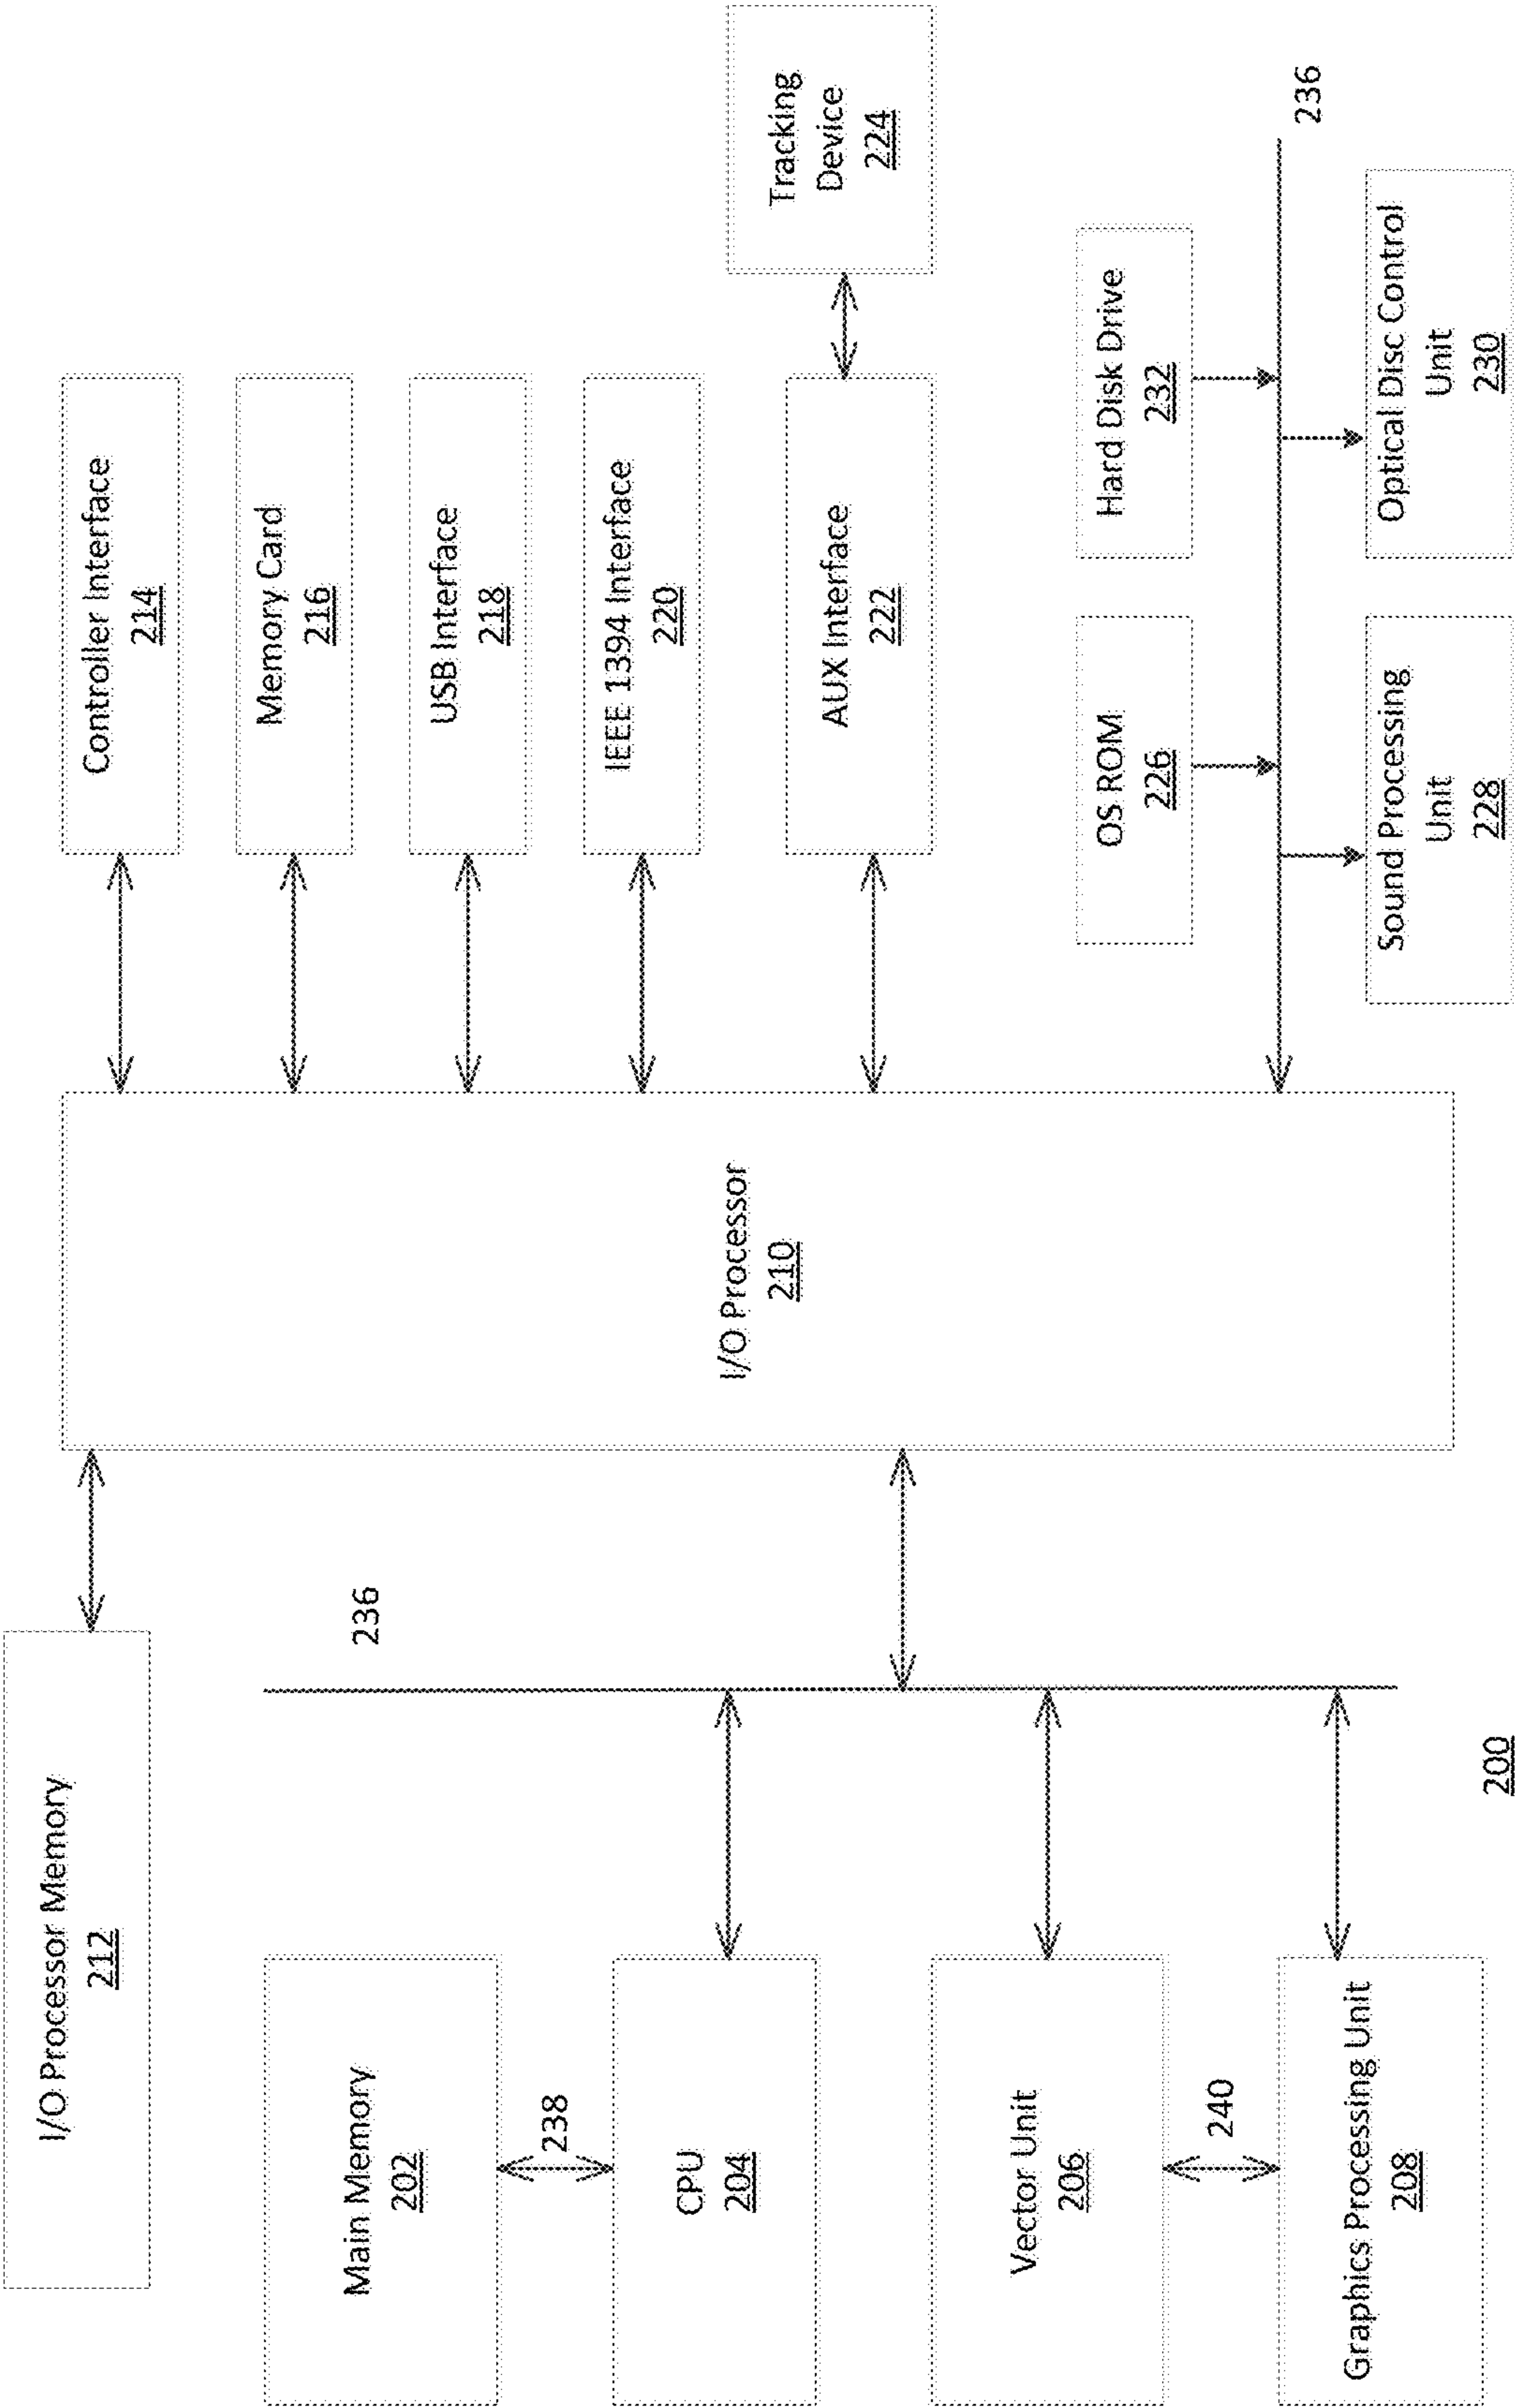 I/O Processor Memory
212
Main Memory
202
238
CPU
204
Vector Unit
206
240
Graphics Processing Unit
208
236
200
I/O Processor
210
Controller Interface
214
Memory Card
216
USB Interface
218
IEEE 1394 Interface
220
AUX Interface
222
Tracking
Device
224
OS ROM
226
Hard Disk Drive
232
236
Sound Processing
Unit
228
Optical Disc Control
Unit
230